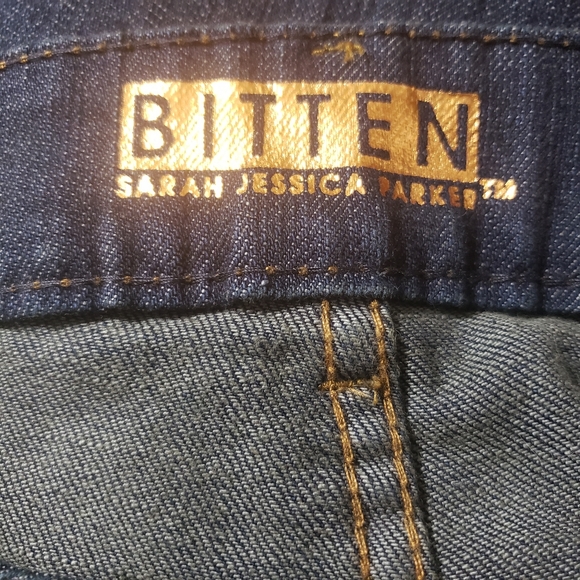 BITTEN
SARAH JESSICA PARKER™